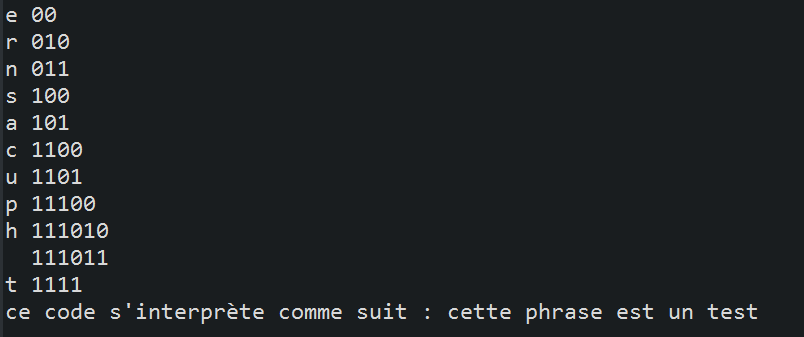 e 00
r 010
n 011
s 100
a 101
c 1100
u 1101
p 11100
h 111010
  111011
t 1111
ce code s'interprète comme suit : cette phrase est un test